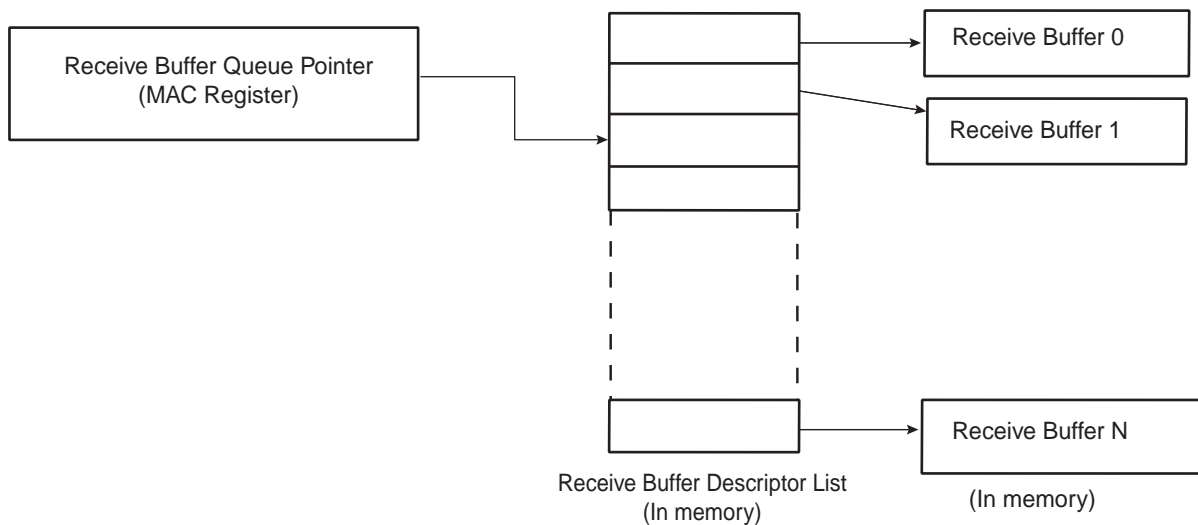 Receive Buffer Queue Pointer
(MAC Register)
Receive Buffer 0
Receive Buffer 1
Receive Buffer N
Receive Buffer Descriptor List
(In memory)
(In memory)